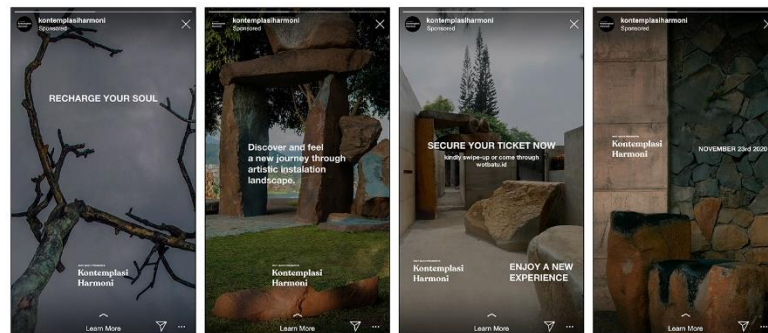 kontemplasiharmoni
Sponsored
RECHARGE YOUR SOUL
Kontemplasi
Harmoni
Learn More
kontemplasiharmoni
Sponsored
Discover and feel
a new journey through
artistic instalation
landscape.
Kontemplasi
Harmoni
Learn More
kontemplasiharmoni
Sponsored
SECURE YOUR TICKET NOW
kindly swipe-up or come through
wotbatu.id
Kontemplasi
Harmoni
ENJOY A NEW
EXPERIENCE
Learn More
kontemplasiharmoni
Sponsored
Kontemplasi
Harmoni
NOVEMBER 23rd 2020
Learn More